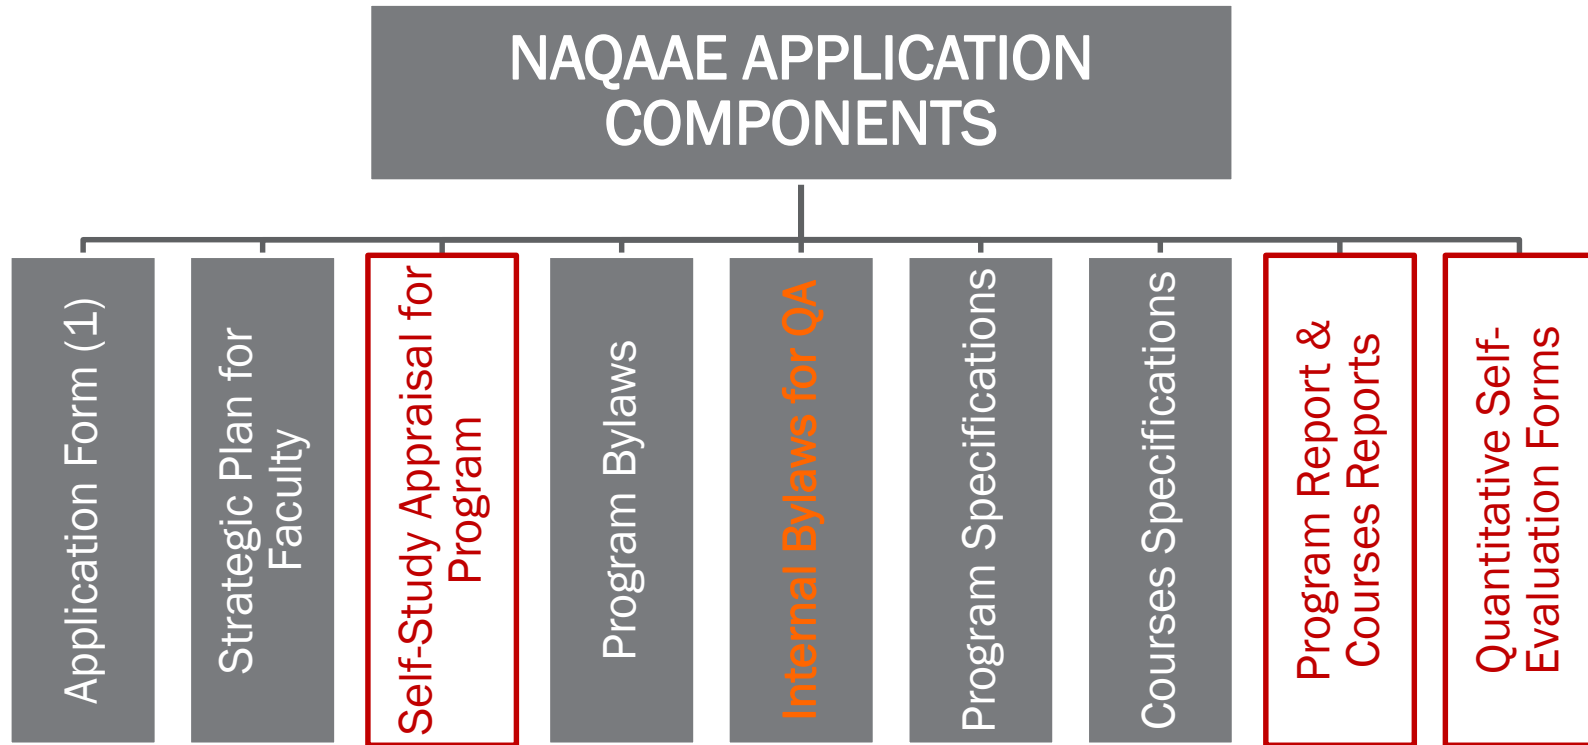 NAQAAE APPLICATION
COMPONENTS
Application Form (1)
Strategic Plan for
Faculty
Self-Study Appraisal for
Program
Program Bylaws
Internal Bylaws for QA
Program Specifications
Courses Specifications
Program Report &
Courses Reports
Quantitative Self-
Evaluation Forms